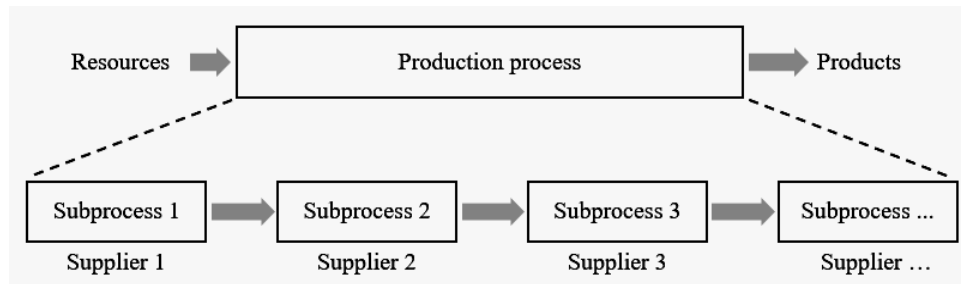 Resources
Production process
Products
Subprocess 1
Subprocess 2
Subprocess 3
Subprocess ...
Supplier 1
Supplier 2
Supplier 3
Supplier …